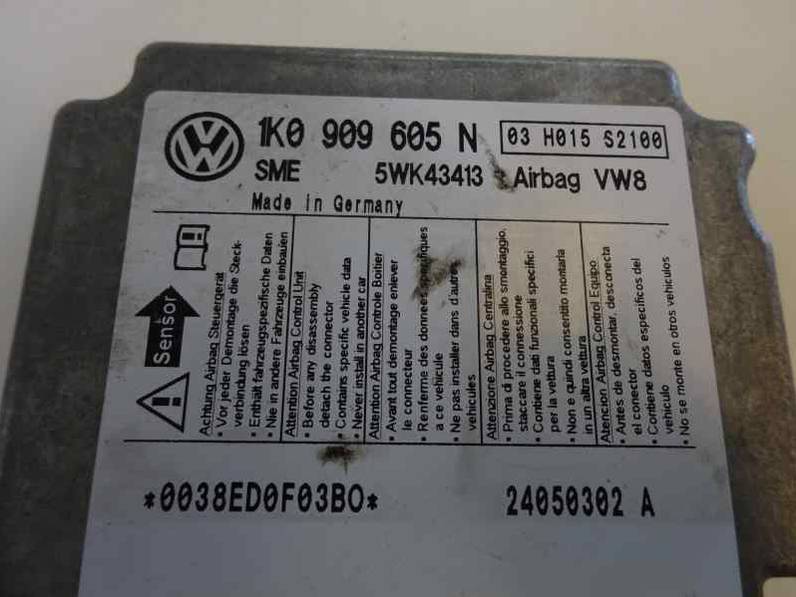 1K0 909 605 N
03 H015 S2100
SME
5WK43413
Airbag VW8
Made in Germany
Sensor
Achtung Airbag Steuergerät
• Vor jeder Demontage die Steck-
verbindung lösen
• Enthält fahrzeugspezifische Daten
• Nie in andere Fahrzeuge einbauen
Attention Airbag Control Unit
• Before any disassembly
detach the connector
• Contains specific vehicle data
• Never install in another car
Attention Airbag Controle Boitier
• Avant tout demontage enlever
le connecteur
• Renferme des donnees specifiques
a ce véhicule
• Ne pas installer dans d'autres
vehicules
Attenzione Airbag Centralina
• Prima di procedere allo smontaggio,
staccare il connessione
• Contiene dati funzionali specifici
per la vettura
• Non e quindi consentito montarla
in un altra vettura
Atencion Airbag Control Equipo
• Antes de desmontar, desconecta
el conector
• Contiene datos especificos del
vehiculo
• No se monte en otros vehiculos
*0038ED0F03B0*
24050302 A